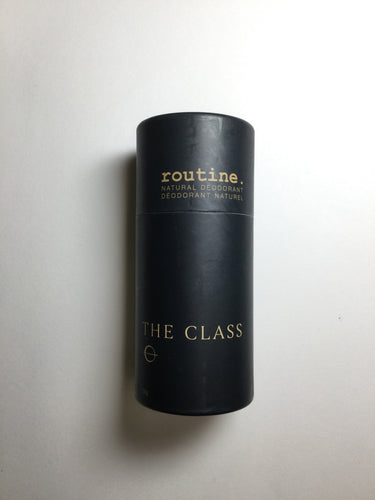 routine.
NATURAL DEODORANT
DÉODORANT NATUREL
THE CLASS